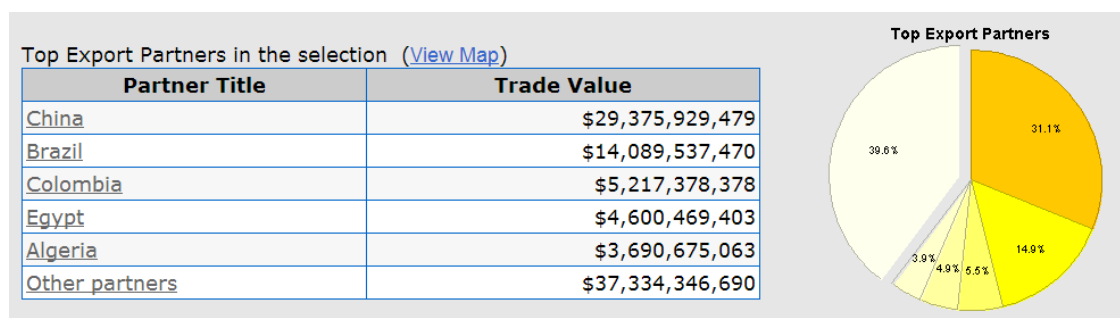 Top Export Partners in the selection (View Map)
Partner Title Trade Value
China $29,375,929,479
Brazil $14,089,537,470
Colombia $5,217,378,378
Egypt $4,600,469,403
Algeria $3,690,675,063
Other partners $37,334,346,690
Top Export Partners
31.1%
39.6%
14.9%
3.9%
4.9%
5.5%